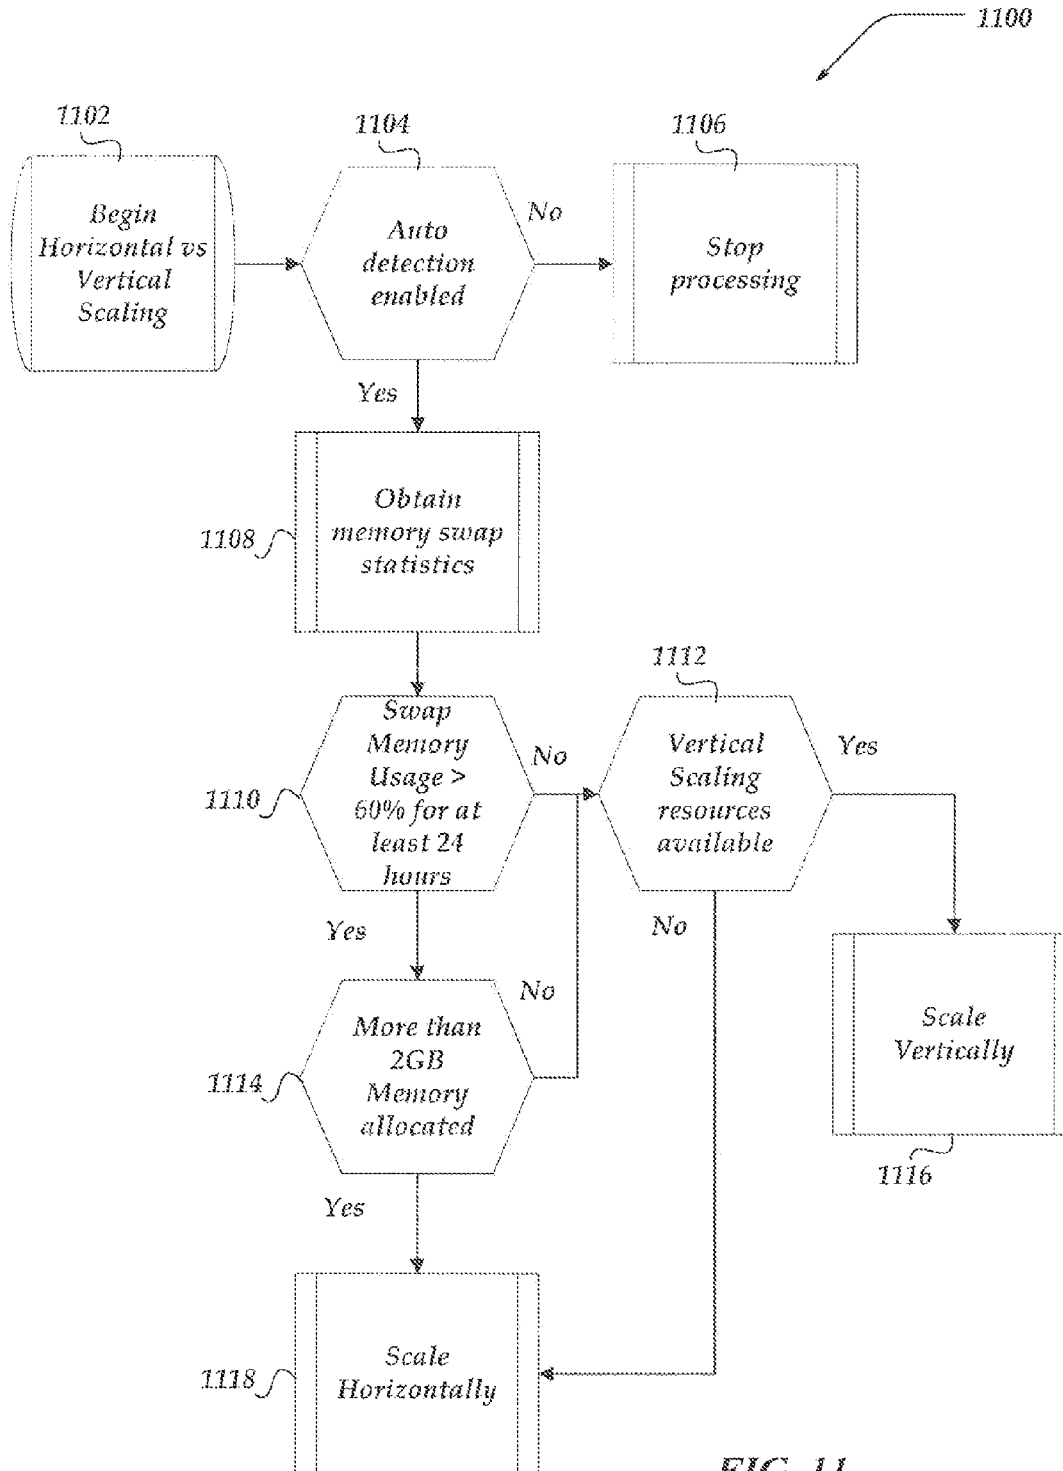 1100
1102
1104
1106
Begin
Horizontal vs
Vertical
Scaling
Auto
detection
enabled
No
Stop
processing
Yes
1108
Obtain
memory swap
statistics
1110
Swap
Memory
Usage >
60% for at
least 24
hours
No
1112
Vertical
Scaling
resources
available
Yes
Yes
No
No
1114
More than
2GB
Memory
allocated
Scale
Vertically
1116
Yes
1118
Scale
Horizontally
FIG. 11